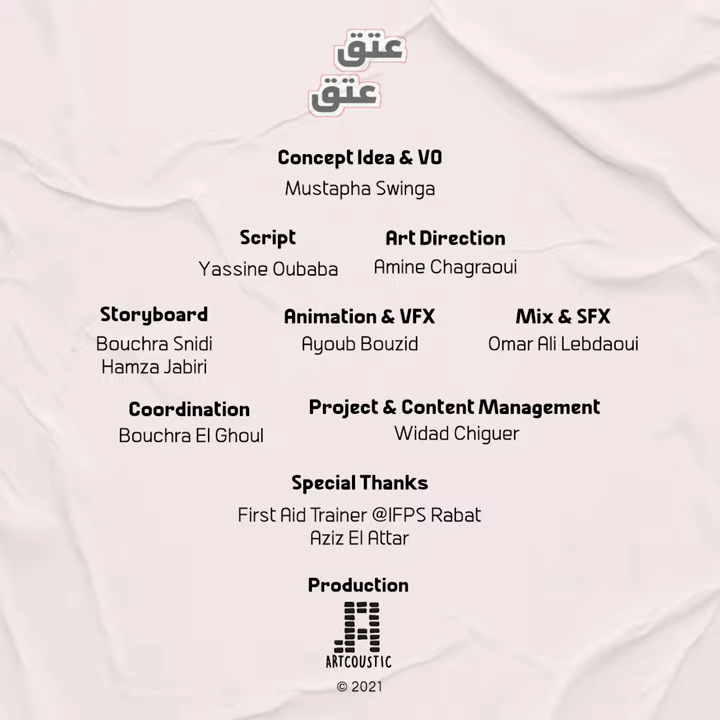 عتق
عتق
Concept Idea & VO
Mustapha Swinga
Script
Yassine Oubaba
Art Direction
Amine Chagraoui
Storyboard
Bouchra Snidi
Hamza Jabiri
Animation & VFX
Ayoub Bouzid
Mix & SFX
Omar Ali Lebdaoui
Coordination
Bouchra El Ghoul
Project & Content Management
Widad Chiguer
Special Thanks
First Aid Trainer @IFPS Rabat
Aziz El Attar
Production
ARTCOUSTIC
© 2021